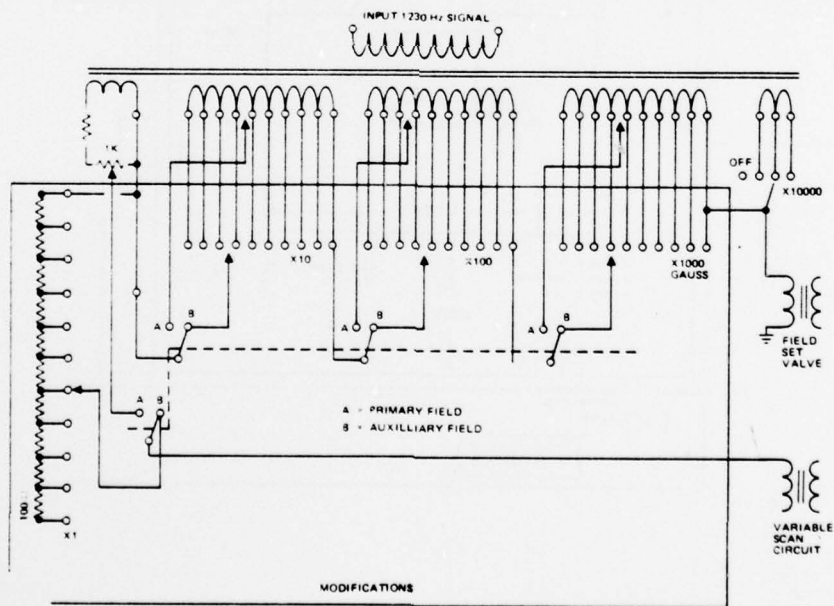 INPUT 1230 Hz SIGNAL
1K
OFF
X10000
X10
X100
X1000
GAUSS
A B
A B
A B
FIELD
SET
VALVE
A B
A = PRIMARY FIELD
B = AUXILLIARY FIELD
100Ω
X1
VARIABLE
SCAN
CIRCUIT
MODIFICATIONS